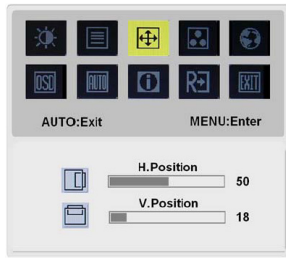 OSD AUTO i R EXIT
AUTO:Exit MENU:Enter
H.Position
50
V.Position
18